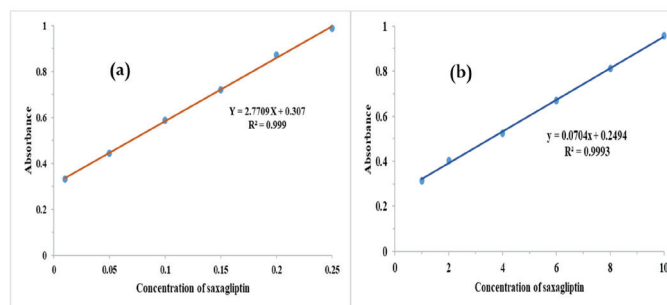 (a)
Absorbance
1
0.8
0.6
0.4
0.2
0
Y = 2.7709X + 0.307
R² = 0.999
0 0.05 0.1 0.15 0.2 0.25
Concentration of saxagliptin
(b)
Absorbance
1
0.8
0.6
0.4
0.2
0
y = 0.0704x + 0.2494
R² = 0.9993
0 2 4 6 8 10
Concentration of saxagliptin